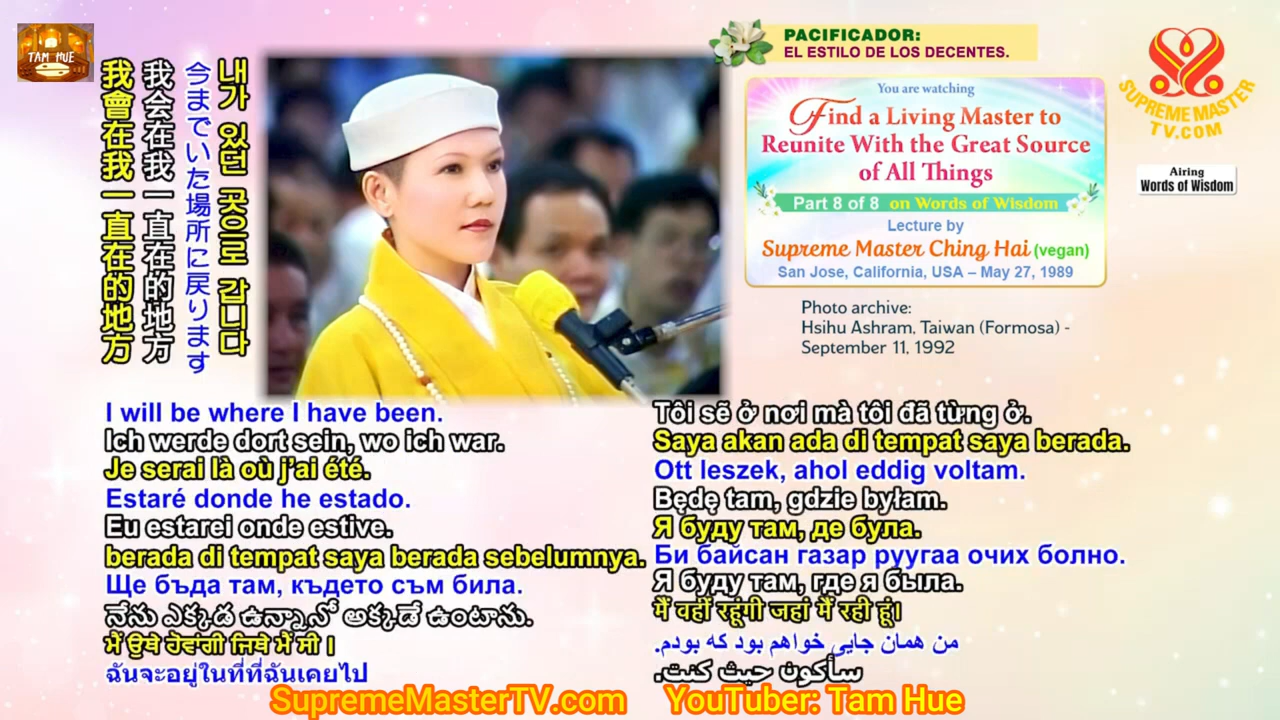 TAM HUE
PACIFICADOR:
EL ESTILO DE LOS DECENTES.
SUPREME MASTER
TV.COM
You are watching
Find a Living Master to
Reunite With the Great Source
of All Things
Part 8 of 8 on Words of Wisdom
Lecture by
Supreme Master Ching Hai (vegan)
San Jose, California, USA – May 27, 1989
Airing
Words of Wisdom
Photo archive:
Hsihu Ashram, Taiwan (Formosa) -
September 11, 1992
내가 있던 곳으로 갑니다
今までいた場所に戻ります
我会在我一直在的地方
我會在我一直在的地方
I will be where I have been.
Ich werde dort sein, wo ich war.
Je serai là où j’ai été.
Estaré donde he estado.
Eu estarei onde estive.
berada di tempat saya berada sebelumnya.
Ще бъда там, където съм била.
నేను ఎక్కడ ఉన్నానో అక్కడే ఉంటాను.
ਮੈਂ ਉਥੇ ਹੋਵਾਂਗੀ ਜਿਥੇ ਮੈਂ ਸੀ।
ฉันจะอยู่ในที่ที่ฉันเคยไป
Tôi sẽ ở nơi mà tôi đã từng ở.
Saya akan ada di tempat saya berada.
Ott leszek, ahol eddig voltam.
Będę tam, gdzie byłam.
Я буду там, де була.
Би байсан газар руугаа очих болно.
Я буду там, где я была.
मैं वहीं रहूंगी जहां मैं रही हूं।
من همان جایی خواهم بود که بودم.
سأكون حيث كنت.
SupremeMasterTV.com YouTuber: Tam Hue